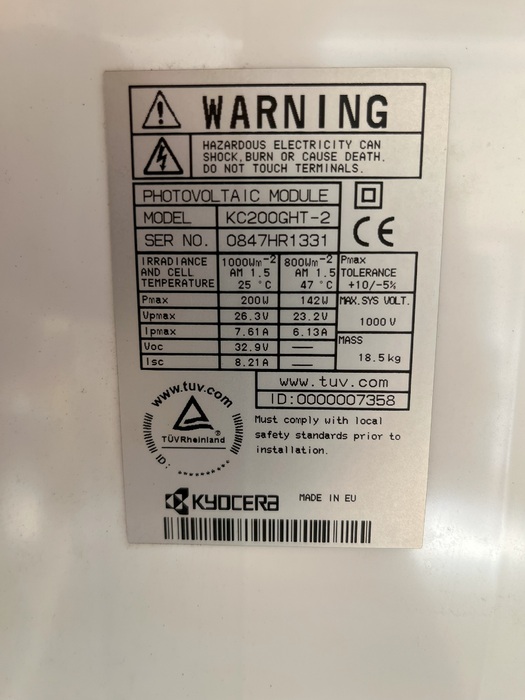 WARNING
HAZARDOUS ELECTRICITY CAN
SHOCK, BURN OR CAUSE DEATH.
DO NOT TOUCH TERMINALS.
PHOTOVOLTAIC MODULE
MODEL KC200GHT-2
SER NO. 0847HR1331
CE
IRRADIANCE AND CELL TEMPERATURE 1000Wm⁻² AM 1.5 25 °C 800Wm⁻² AM 1.5 47 °C
Pmax 200W 142W
Vpmax 26.3V 23.2V
Ipmax 7.61A 6.13A
Voc 32.9V —
Isc 8.21A —
Pmax
TOLERANCE
+10/-5%
MAX. SYS VOLT.
1000 V
MASS
18.5kg
www.tuv.com
ID:0000007358
www.tuv.com
TÜVRheinland®
ID:
Must comply with local
safety standards prior to
installation.
KYOCERA MADE IN EU